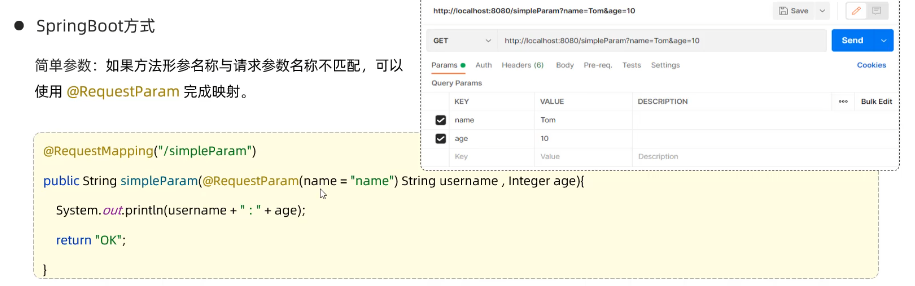 SpringBoot方式
简单参数：如果方法形参名称与请求参数名称不匹配，可以
使用 @RequestParam 完成映射。
http://localhost:8080/simpleParam?name=Tom&age=10
Save
GET
http://localhost:8080/simpleParam?name=Tom&age=10
Send
Params Auth Headers (6) Body Pre-req. Tests Settings Cookies
Query Params
KEY VALUE DESCRIPTION ooo Bulk Edit
name Tom
age 10
Key Value Description
@RequestMapping("/simpleParam")
public String simpleParam(@RequestParam(name = "name") String username , Integer age){
System.out.println(username + " : " + age);
return "OK";
}